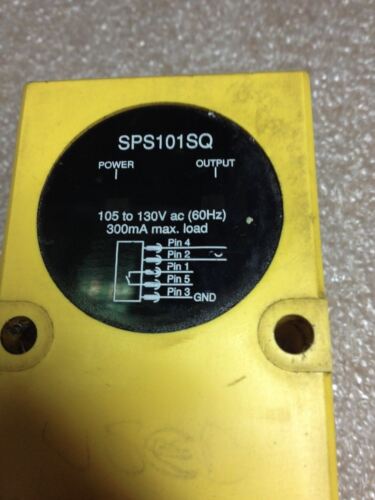 SPS101SQ
POWER OUTPUT
105 to 130V ac (60Hz)
300mA max. load
Pin 4
Pin 2
Pin 1
Pin 5
Pin 3 GND